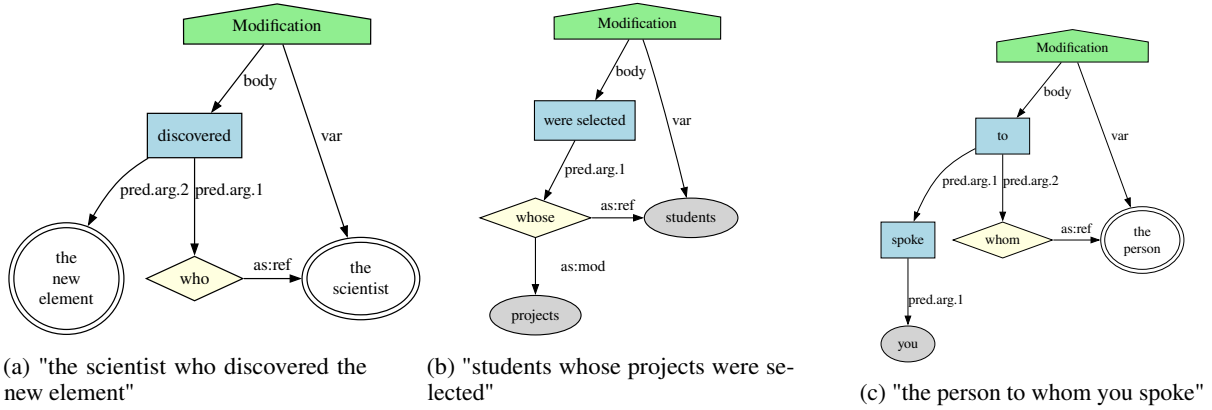 Modification
body
var
discovered
pred.arg.2
pred.arg.1
the
new
element
who
as:ref
the
scientist
(a) "the scientist who discovered the
new element"
Modification
body
var
were selected
pred.arg.1
whose
as:ref
students
as:mod
projects
(b) "students whose projects were se-
lected"
Modification
body
var
to
pred.arg.1
pred.arg.2
spoke
whom
as:ref
the
person
pred.arg.1
you
(c) "the person to whom you spoke"